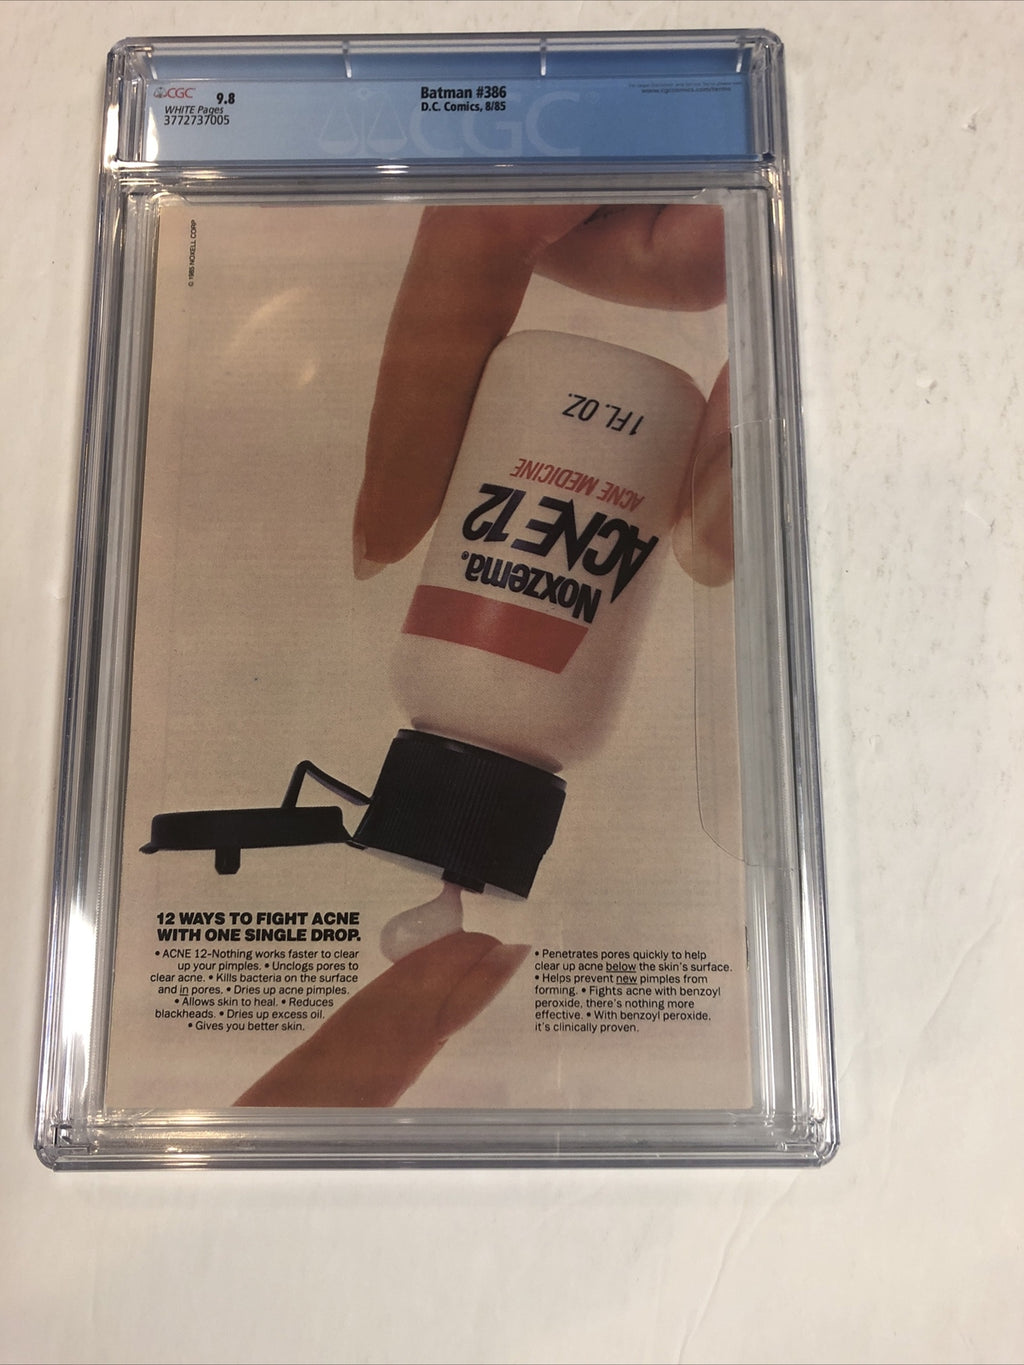 CGC 9.8
WHITE Pages
3772737005
Batman #386
D.C. Comics, 8/85
www.cgccomics.com/terms
CGC
© 1985 NOXELL CORP
1 FL. OZ.
ACNE MEDICINE
ACNE 12
Noxzema®
12 WAYS TO FIGHT ACNE
WITH ONE SINGLE DROP.
• ACNE 12-Nothing works faster to clear
up your pimples. • Unclogs pores to
clear acne. • Kills bacteria on the surface
and in pores. • Dries up acne pimples.
• Allows skin to heal. • Reduces
blackheads. • Dries up excess oil.
• Gives you better skin.
• Penetrates pores quickly to help
clear up acne below the skin's surface.
• Helps prevent new pimples from
forming. • Fights acne with benzoyl
peroxide, there's nothing more
effective. • With benzoyl peroxide,
it's clinically proven.